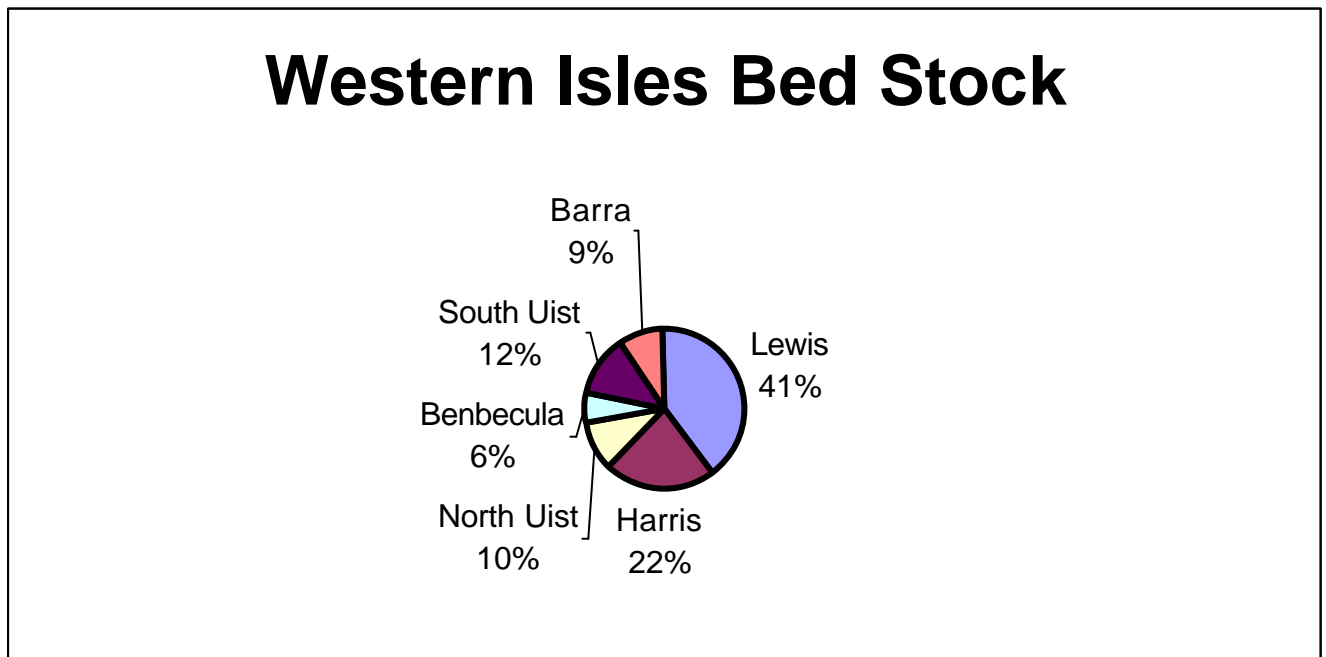 Western Isles Bed Stock
Barra
9%
South Uist
12%
Lewis
41%
Benbecula
6%
North Uist
10%
Harris
22%